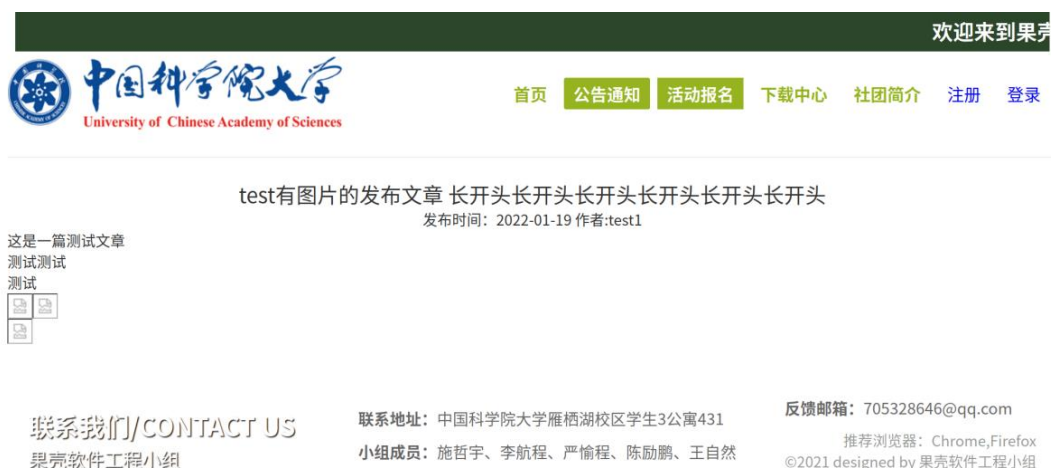 欢迎来到果壳
中国科学院大学
University of Chinese Academy of Sciences
首页 公告通知 活动报名 下载中心 社团简介 注册 登录
test有图片的发布文章 长开头长开头长开头长开头长开头长开头
发布时间：2022-01-19 作者:test1
这是一篇测试文章
测试测试
测试
联系我们/CONTACT US
果壳软件工程小组
联系地址：中国科学院大学雁栖湖校区学生3公寓431
小组成员：施哲宇、李航程、严愉程、陈励鹏、王自然
反馈邮箱：705328646@qq.com
推荐浏览器：Chrome,Firefox
©2021 designed by 果壳软件工程小组